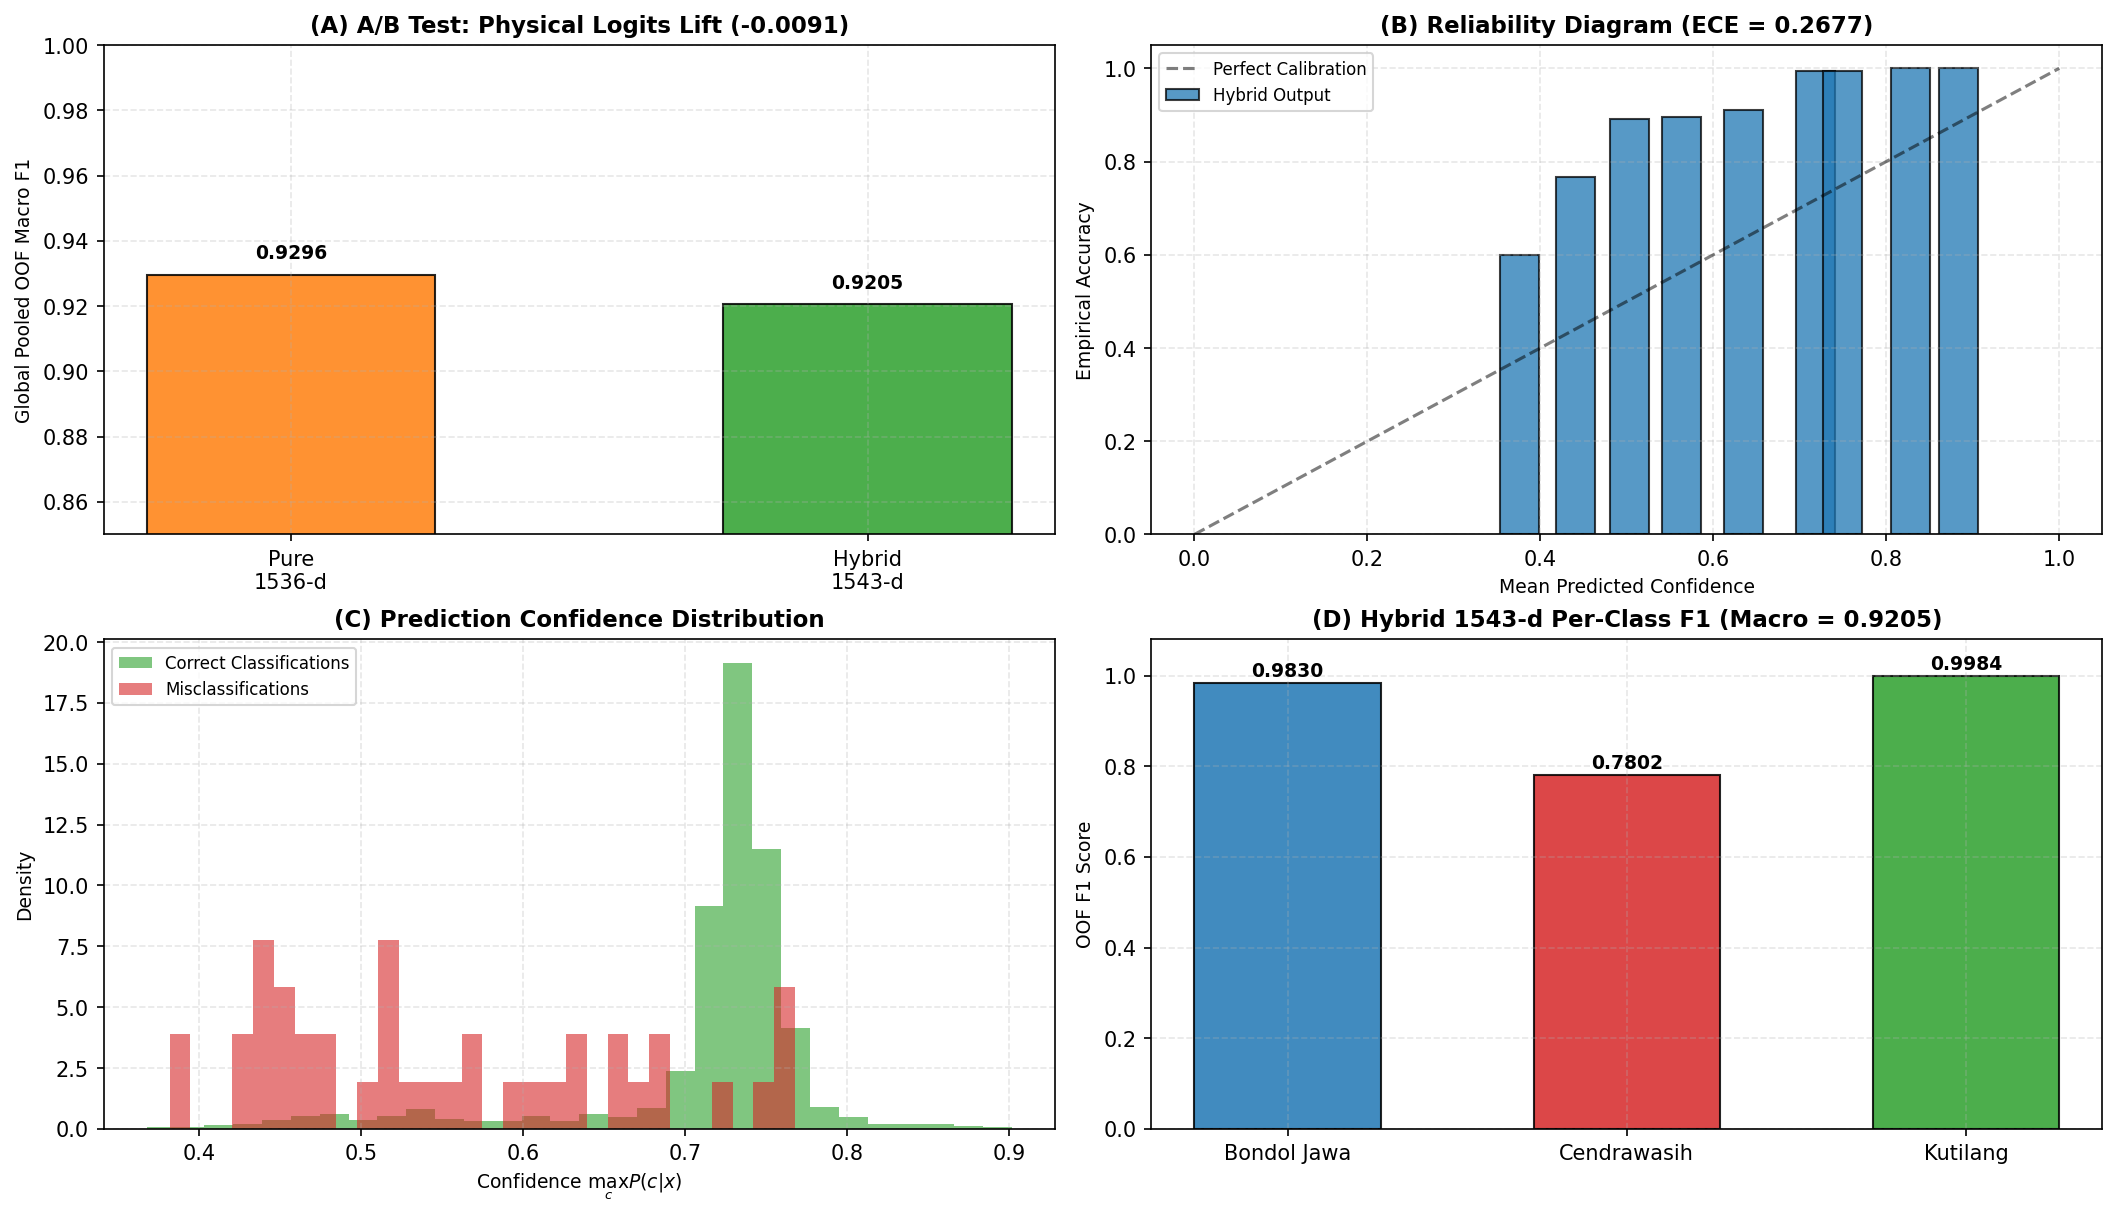 (A) A/B Test: Physical Logits Lift (-0.0091)
Global Pooled OOF Macro F1
1.00
0.98
0.96
0.94
0.92
0.90
0.88
0.86
0.9296
0.9205
Pure
1536-d
Hybrid
1543-d
(B) Reliability Diagram (ECE = 0.2677)
Perfect Calibration
Hybrid Output
Empirical Accuracy
1.0
0.8
0.6
0.4
0.2
0.0
0.0 0.2 0.4 0.6 0.8 1.0
Mean Predicted Confidence
(C) Prediction Confidence Distribution
Correct Classifications
Misclassifications
Density
20.0
17.5
15.0
12.5
10.0
7.5
5.0
2.5
0.0
0.4 0.5 0.6 0.7 0.8 0.9
Confidence max P(c|x)
c
(D) Hybrid 1543-d Per-Class F1 (Macro = 0.9205)
OOF F1 Score
1.0
0.8
0.6
0.4
0.2
0.0
0.9830
0.7802
0.9984
Bondol Jawa
Cendrawasih
Kutilang